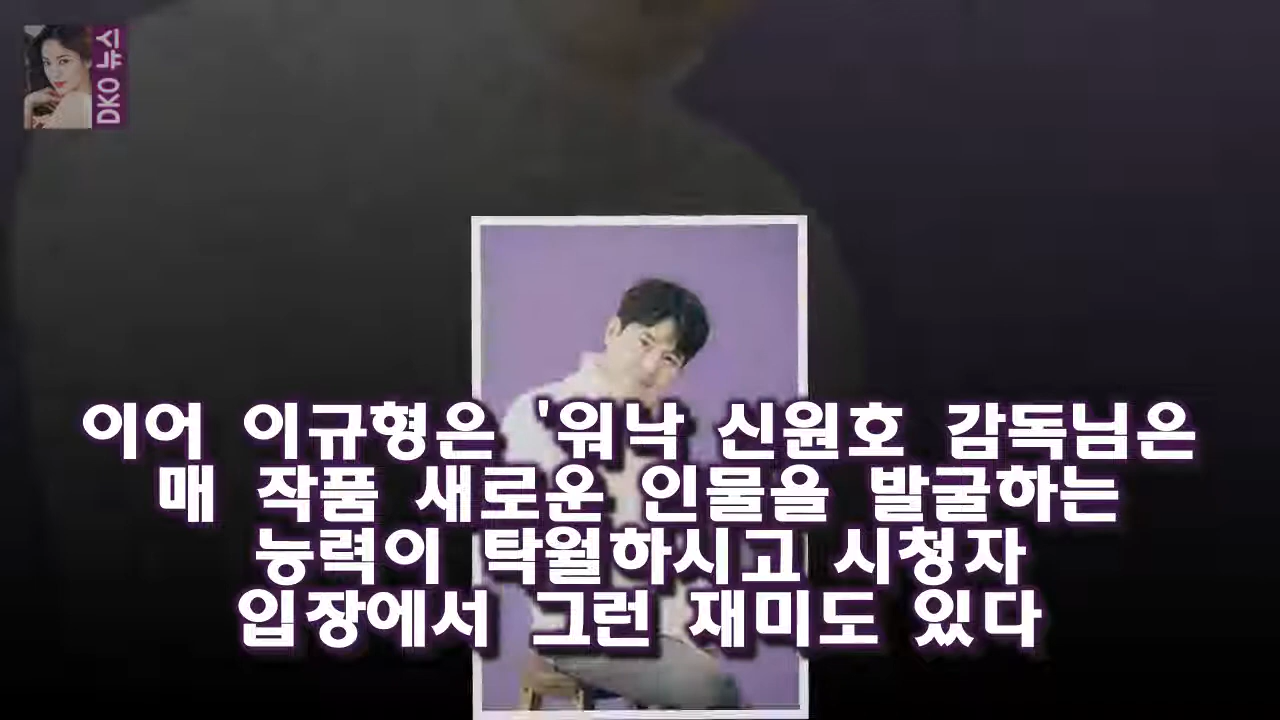 DKO 뉴스
이어 이규형은 '워낙 신원호 감독님은
매 작품 새로운 인물을 발굴하는
능력이 탁월하시고 시청자
입장에서 그런 재미도 있다